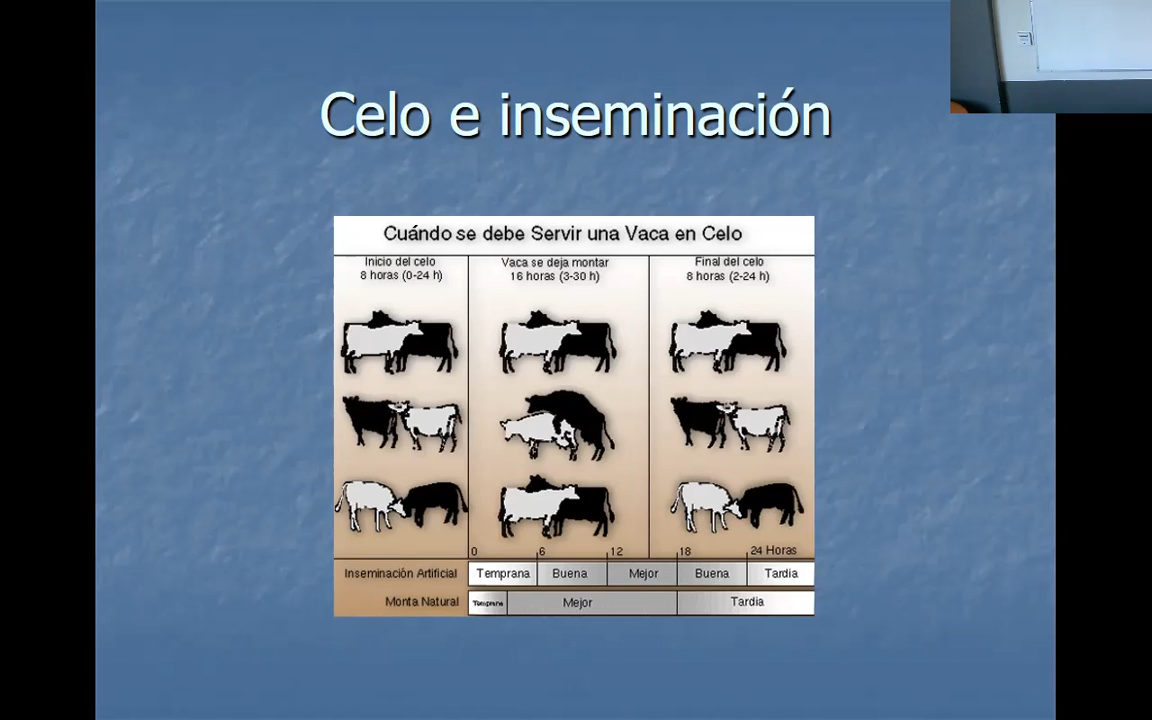 Celo e inseminación
Cuándo se debe Servir una Vaca en Celo
Inicio del celo
8 horas (0-24 h)
Vaca se deja montar
16 horas (3-30 h)
Final del celo
8 horas (2-24 h)
0 6 12 18 24 Horas
Inseminación Artificial Temprana Buena Mejor Buena Tardia
Monta Natural Temprana Mejor Tardia